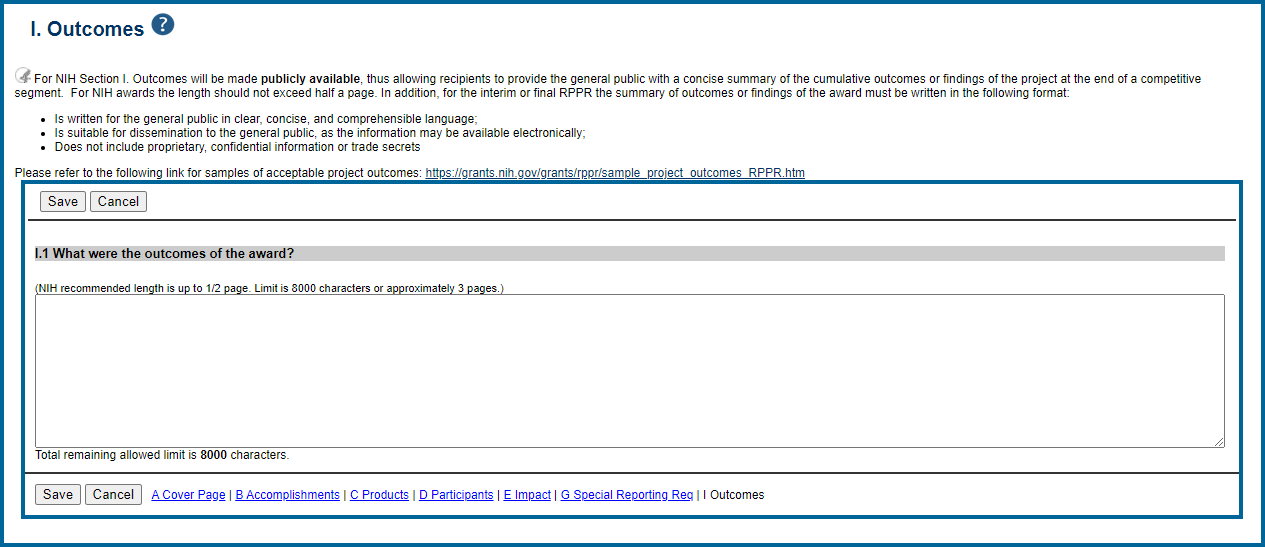 I. Outcomes ?
For NIH Section I. Outcomes will be made publicly available, thus allowing recipients to provide the general public with a concise summary of the cumulative outcomes or findings of the project at the end of a competitive
segment. For NIH awards the length should not exceed half a page. In addition, for the interim or final RPPR the summary of outcomes or findings of the award must be written in the following format:
• Is written for the general public in clear, concise, and comprehensible language;
• Is suitable for dissemination to the general public, as the information may be available electronically;
• Does not include proprietary, confidential information or trade secrets
Please refer to the following link for samples of acceptable project outcomes: https://grants.nih.gov/grants/rppr/sample_project_outcomes_RPPR.htm
Save Cancel
I.1 What were the outcomes of the award?
(NIH recommended length is up to 1/2 page. Limit is 8000 characters or approximately 3 pages.)
Total remaining allowed limit is 8000 characters.
Save Cancel A Cover Page | B Accomplishments | C Products | D Participants | E Impact | G Special Reporting Req | I Outcomes